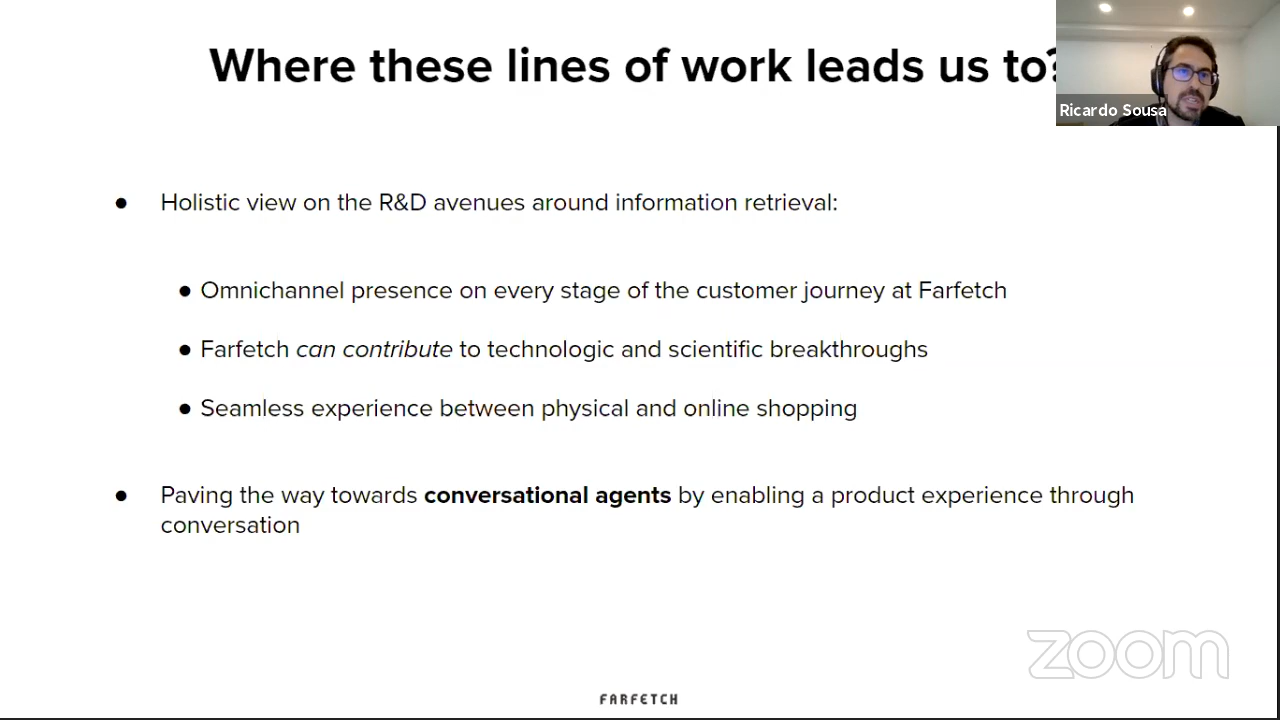 Where these lines of work leads us to?
Ricardo Sousa
● Holistic view on the R&D avenues around information retrieval:
● Omnichannel presence on every stage of the customer journey at Farfetch
● Farfetch can contribute to technologic and scientific breakthroughs
● Seamless experience between physical and online shopping
● Paving the way towards conversational agents by enabling a product experience through
conversation
zoom
FARFETCH